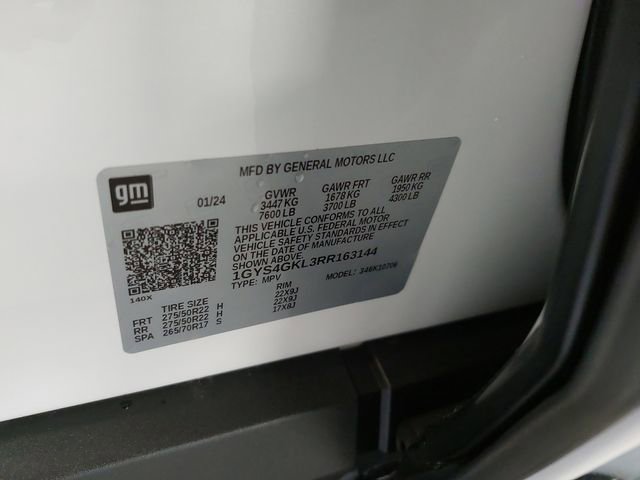 MFD BY GENERAL MOTORS LLC
gm
01/24
GVWR GAWR FRT GAWR RR
3447 KG 1678 KG 1950 KG
7600 LB 3700 LB 4300 LB
THIS VEHICLE CONFORMS TO ALL
APPLICABLE U.S. FEDERAL MOTOR
VEHICLE SAFETY STANDARDS IN EFFECT
ON THE DATE OF MANUFACTURE
SHOWN ABOVE.
1GYS4GKL3RR163144
TYPE: MPV MODEL: 346K10706
140X
TIRE SIZE RIM
FRT 275/50R22 H 22X9J
RR 275/50R22 H 22X9J
SPA 265/70R17 S 17X8J